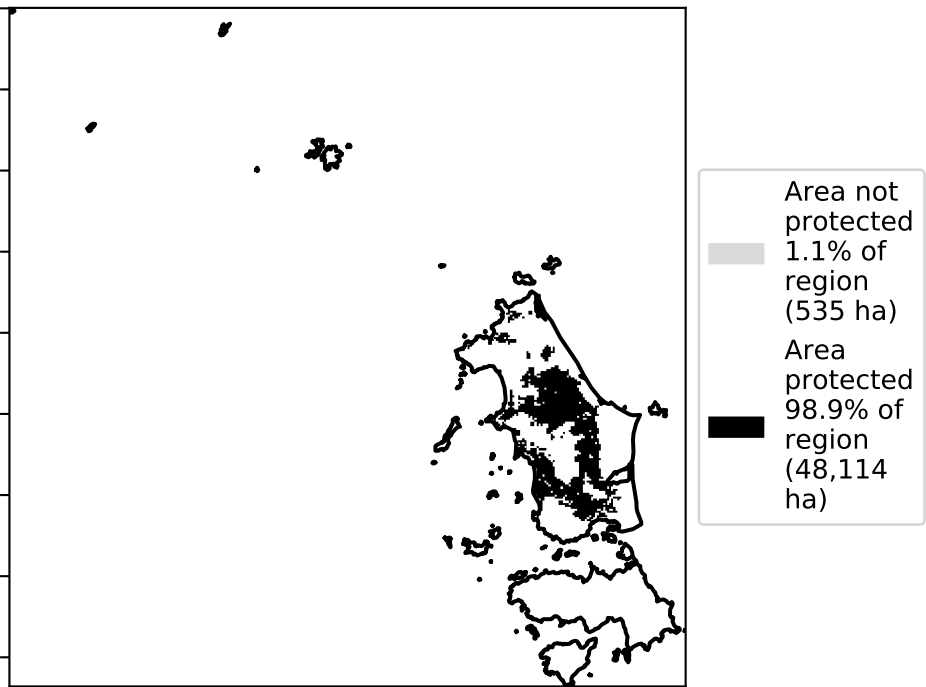 Area not
protected
1.1% of
region
(535 ha)
Area
protected
98.9% of
region
(48,114
ha)